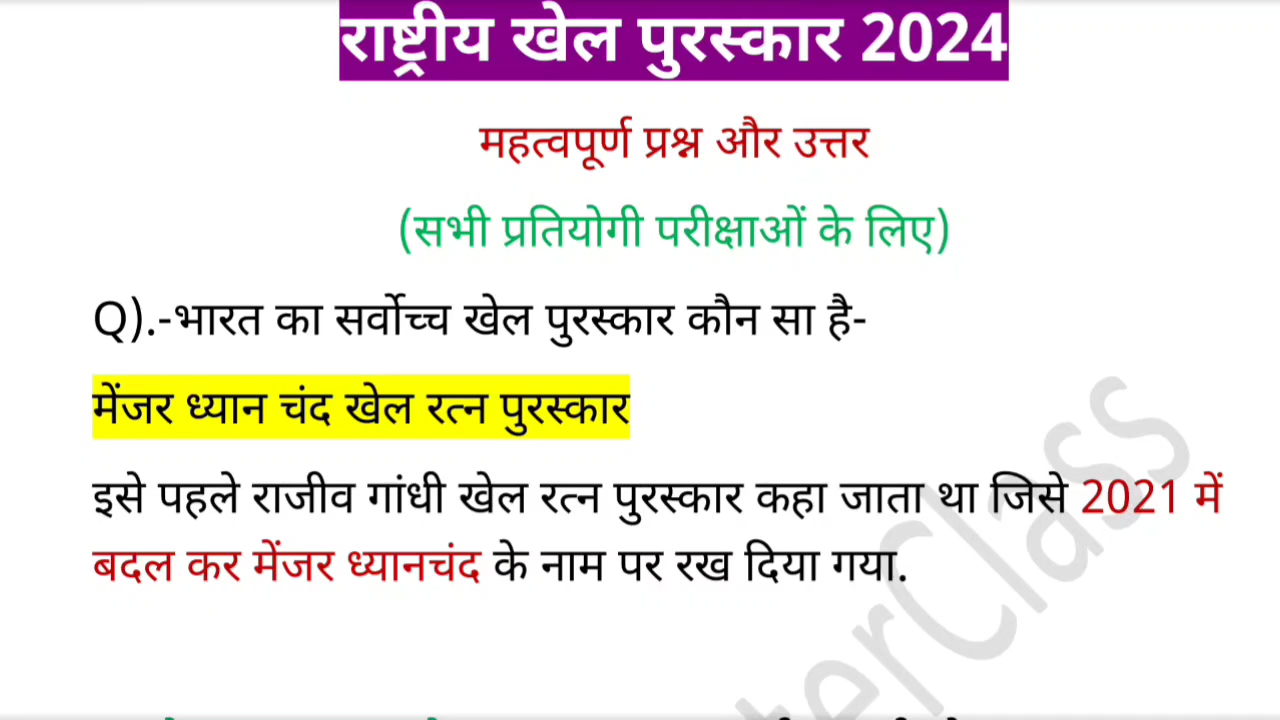 राष्ट्रीय खेल पुरस्कार 2024
महत्वपूर्ण प्रश्न और उत्तर
(सभी प्रतियोगी परीक्षाओं के लिए)
Q).-भारत का सर्वोच्च खेल पुरस्कार कौन सा है-
मेंजर ध्यान चंद खेल रत्न पुरस्कार
इसे पहले राजीव गांधी खेल रत्न पुरस्कार कहा जाता था जिसे 2021 में
बदल कर मेंजर ध्यानचंद के नाम पर रख दिया गया.
terClass